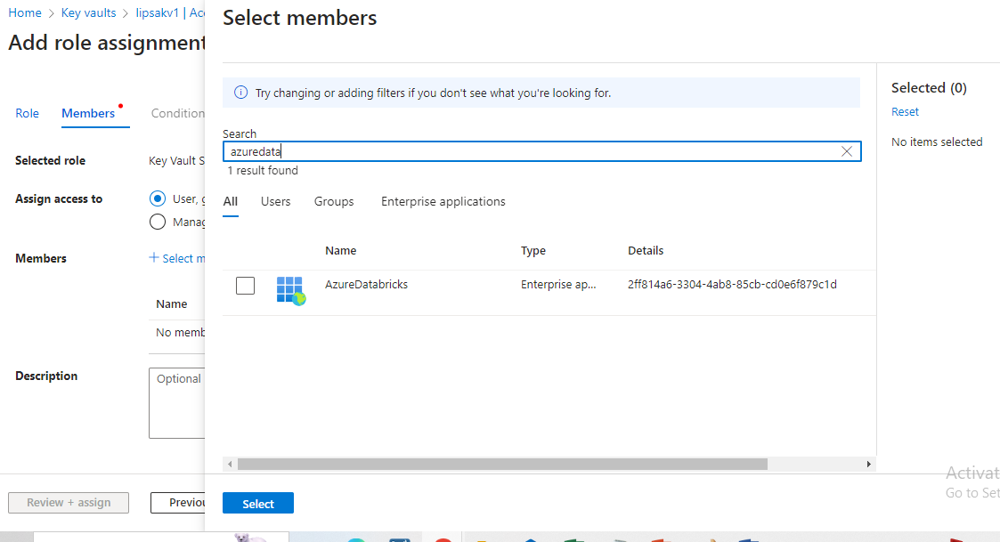 Home > Key vaults > lipsakv1 | Acc
Add role assignment
Role
Members
Condition
Selected role
Key Vault S
Assign access to
User, g
Manag
Members
+ Select m
Name
No memb
Description
Optional
Review + assign
Previou
Select members
Try changing or adding filters if you don't see what you're looking for.
Search
azuredata
1 result found
All
Users
Groups
Enterprise applications
Name
Type
Details
AzureDatabricks
Enterprise ap...
2ff814a6-3304-4ab8-85cb-cd0e6f879c1d
Select
Selected (0)
Reset
No items selected
Activat
Go to Set